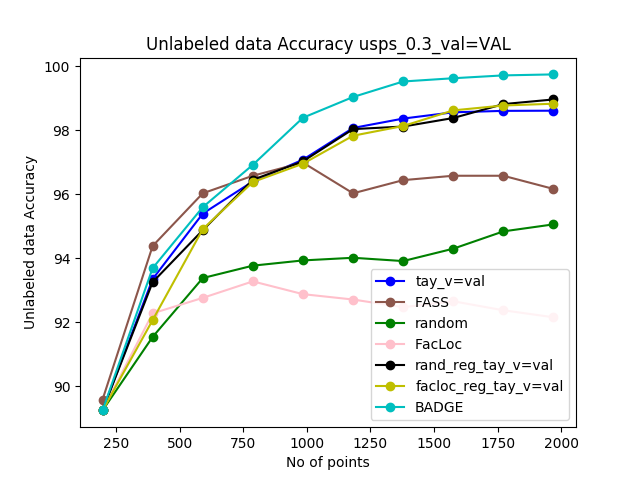 Unlabeled data Accuracy usps_0.3_val=VAL
Unlabeled data Accuracy
100
98
96
94
92
90
250
500
750
1000
1250
1500
1750
2000
No of points
tay_v=val
FASS
random
FacLoc
rand_reg_tay_v=val
facloc_reg_tay_v=val
BADGE